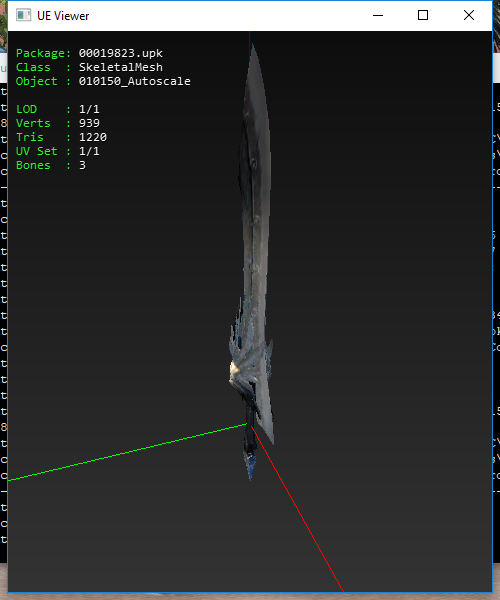 UE Viewer
Package: 00019823.upk
Class : SkeletalMesh
Object : 010150_Autoscale
LOD : 1/1
Verts : 939
Tris : 1220
UV Set : 1/1
Bones : 3